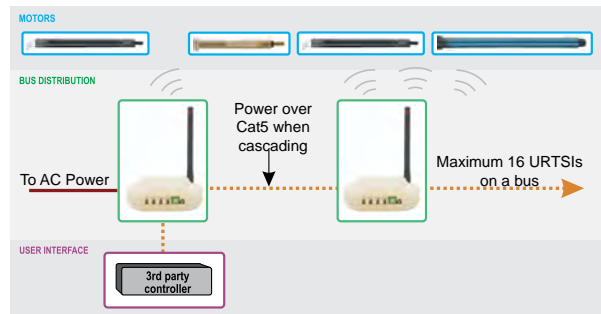 MOTORS
BUS DISTRIBUTION
Power over
Cat5 when
cascading
To AC Power
Maximum 16 URTSIs
on a bus
USER INTERFACE
3rd party
controller